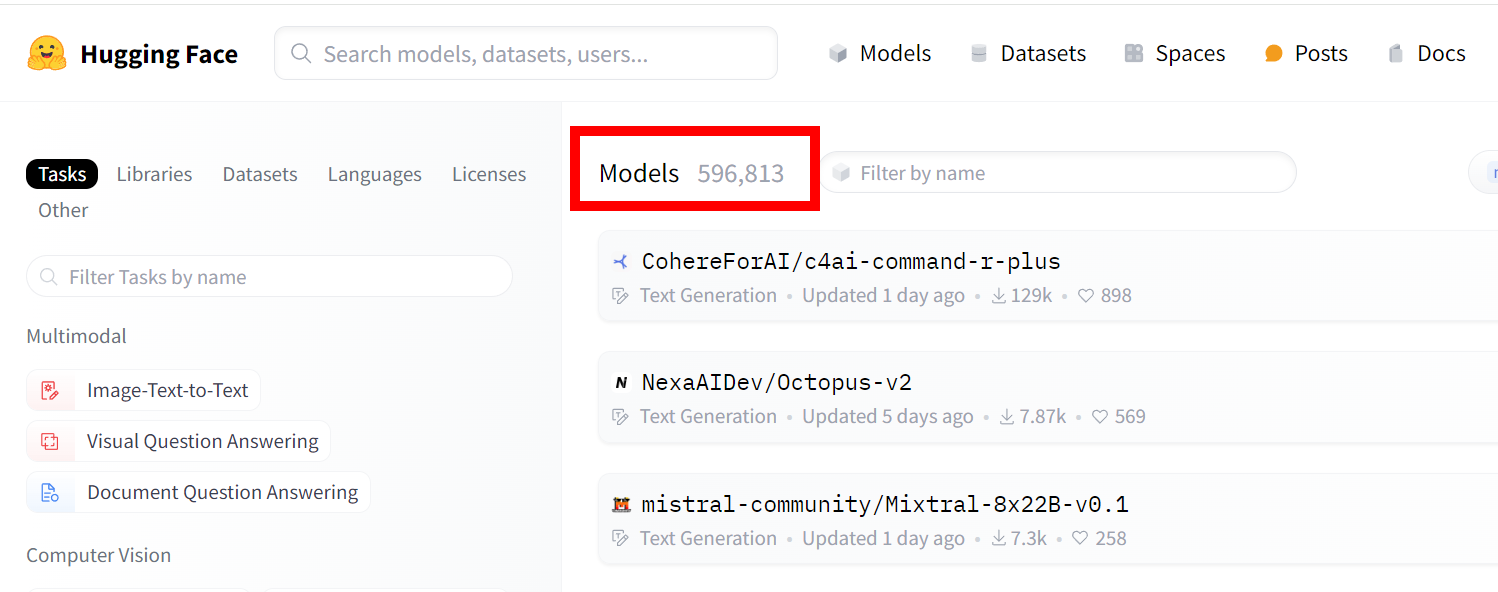 Hugging Face
Search models, datasets, users...
Models
Datasets
Spaces
Posts
Docs
Tasks
Libraries
Datasets
Languages
Licenses
Other
Filter Tasks by name
Multimodal
Image-Text-to-Text
Visual Question Answering
Document Question Answering
Computer Vision
Models 596,813
Filter by name
CohereForAI/c4ai-command-r-plus
Text Generation • Updated 1 day ago • 129k • 898
NexaAIDev/Octopus-v2
Text Generation • Updated 5 days ago • 7.87k • 569
mistral-community/Mixtral-8x22B-v0.1
Text Generation • Updated 1 day ago • 7.3k • 258